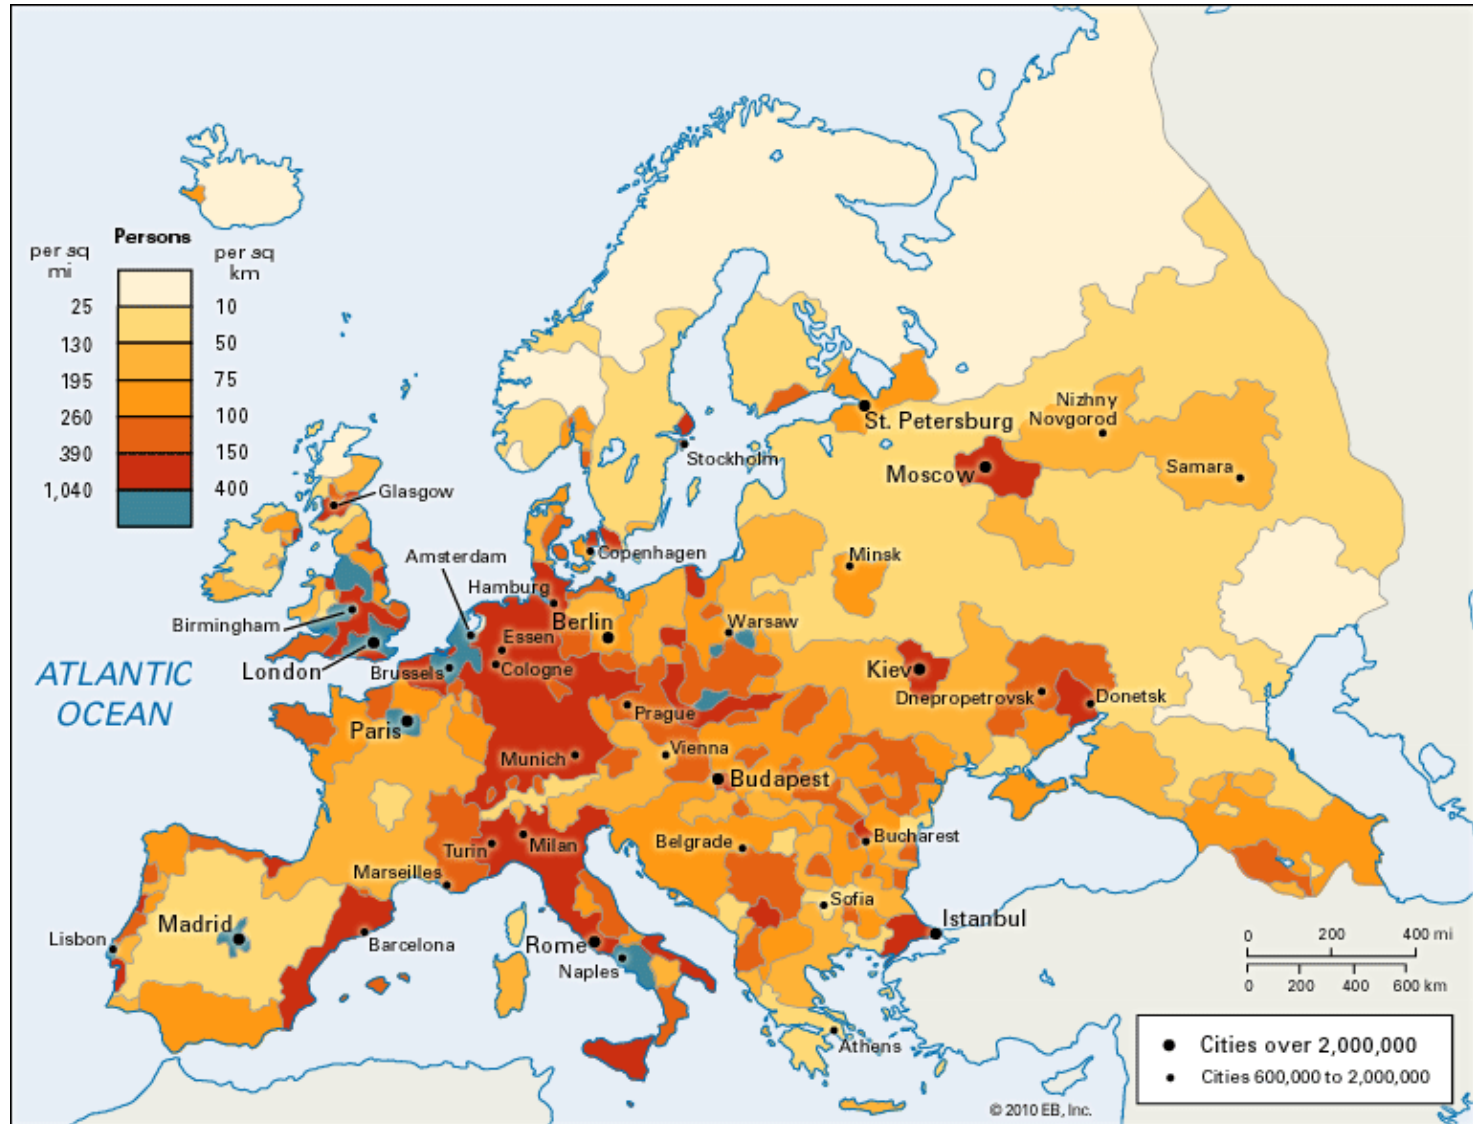 Persons
per sq
mi
per sq
km
25
10
130
50
195
75
260
100
390
150
1,040
400
Glasgow
Stockholm
St. Petersburg
Nizhny
Novgorod
Moscow
Samara
Amsterdam
Copenhagen
Hamburg
Minsk
Birmingham
Berlin
Warsaw
Essen
London
Brussels
Cologne
Kiev
ATLANTIC
OCEAN
Dnepropetrovsk
Donetsk
Paris
Prague
Munich
Vienna
Budapest
Turin
Milan
Belgrade
Bucharest
Marseilles
Sofia
Madrid
Istanbul
Lisbon
Barcelona
Rome
Naples
0 200 400 mi
0 200 400 600 km
Athens
Cities over 2,000,000
Cities 600,000 to 2,000,000
© 2010 EB, Inc.